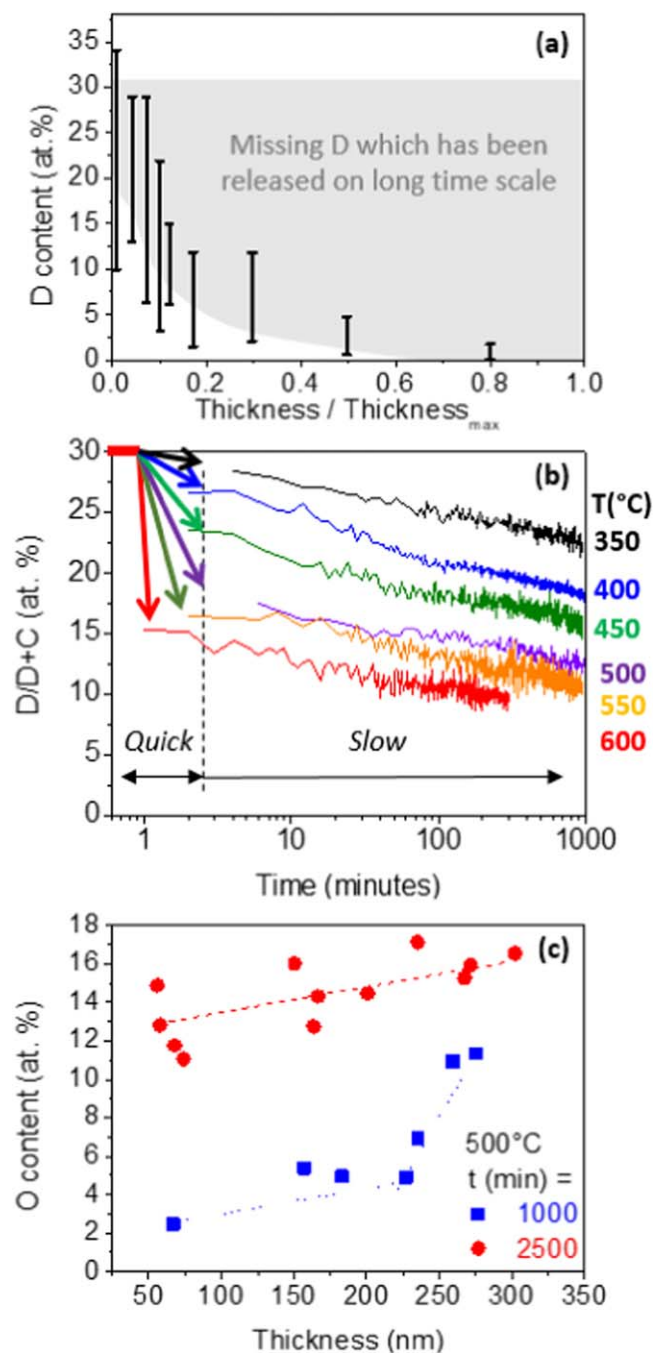 (a)
35
30
25
20
15
10
5
0
D content (at.%)
Missing D which has been
released on long time scale
0.0 0.2 0.4 0.6 0.8 1.0
Thickness / Thickness max
(b)
30
25
20
15
10
5
0
D/D+C (at. %)
T(°C)
350
400
450
500
550
600
Quick Slow
1 10 100 1000
Time (minutes)
(c)
18
16
14
12
10
8
6
4
2
0
O content (at. %)
500°C
t (min) =
1000
2500
50 100 150 200 250 300 350
Thickness (nm)